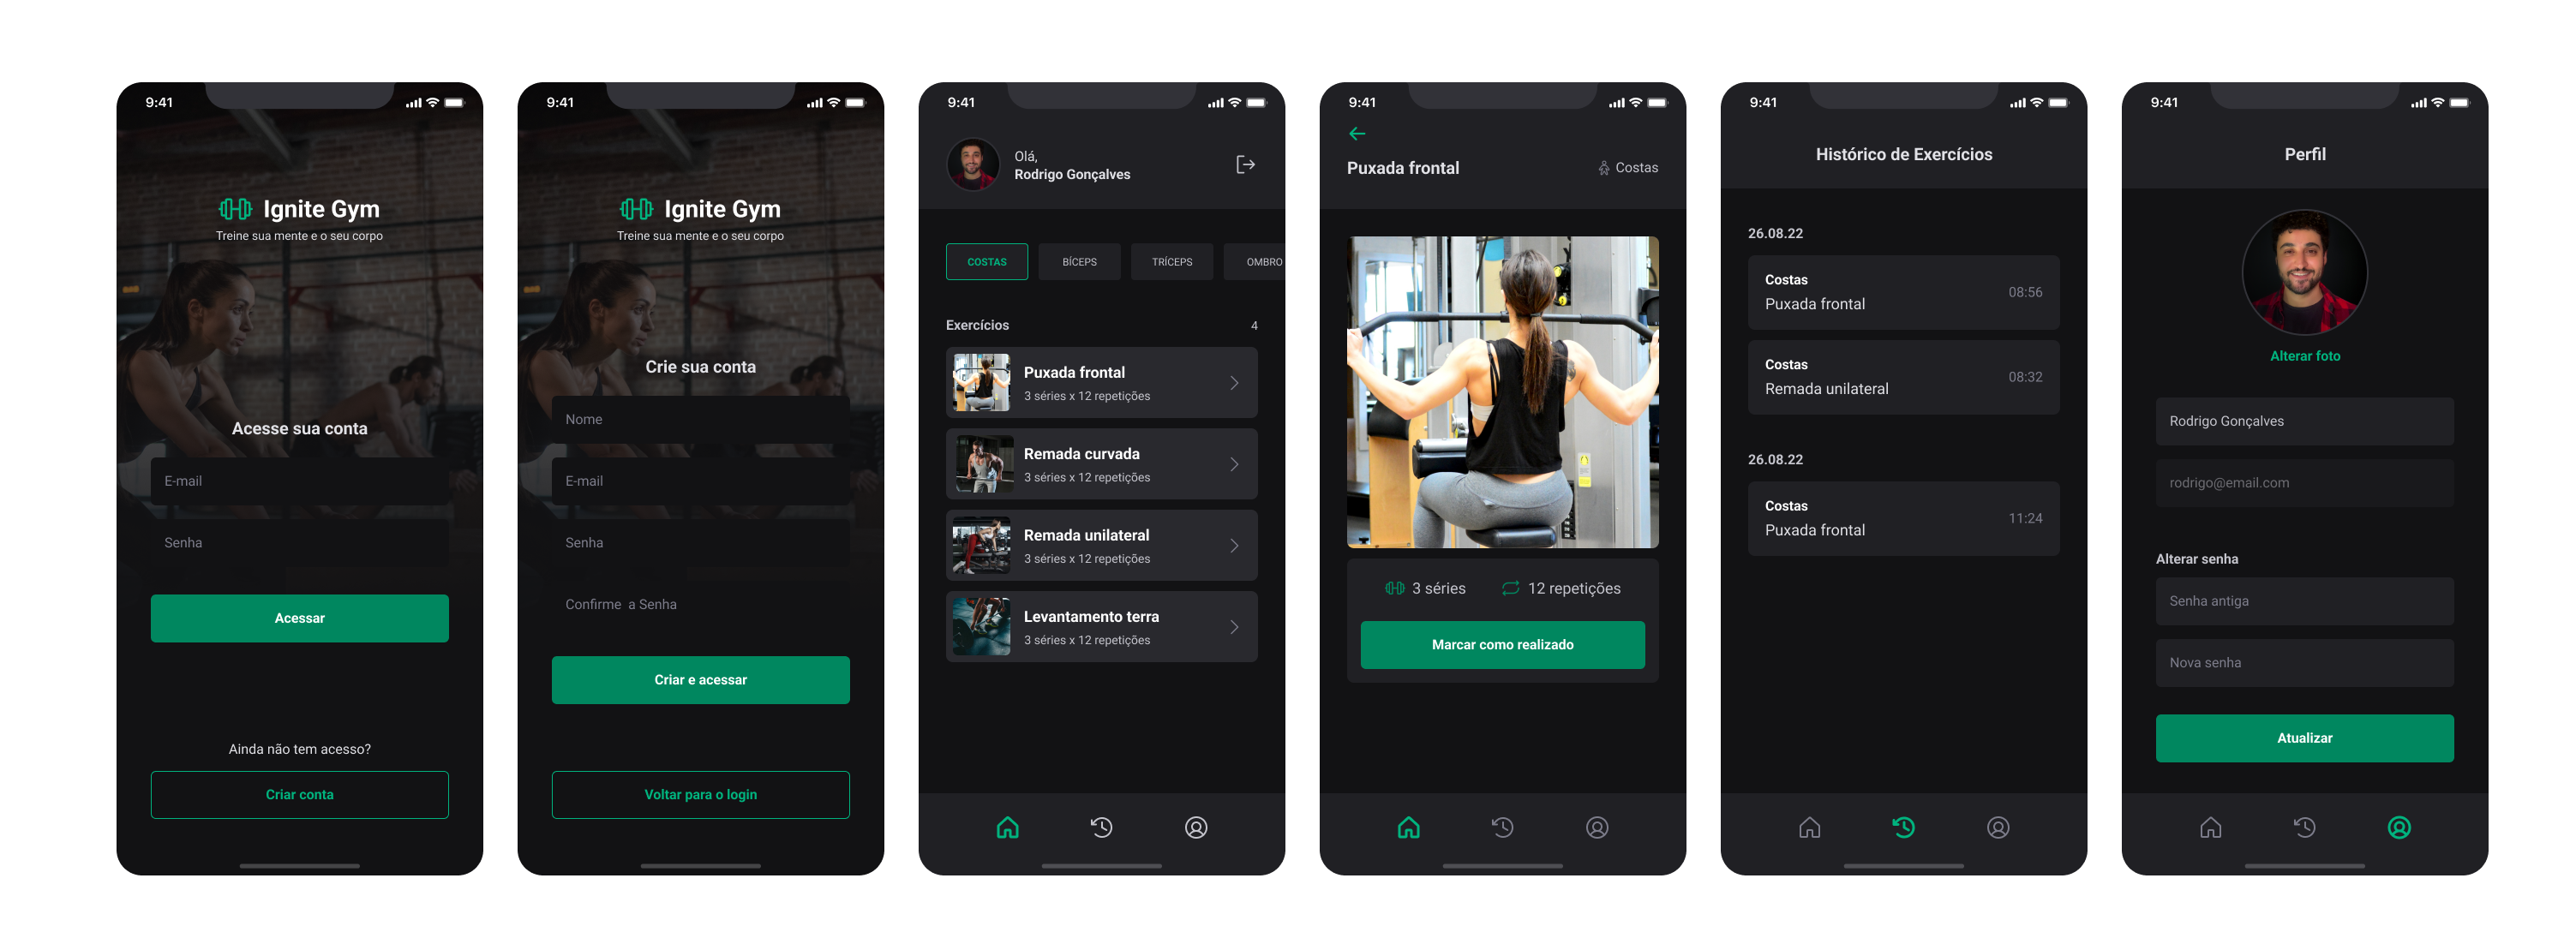 9:41
Ignite Gym
Treine sua mente e o seu corpo
Acesse sua conta
E-mail
Senha
Acessar
Ainda não tem acesso?
Criar conta
9:41
Ignite Gym
Treine sua mente e o seu corpo
Crie sua conta
Nome
E-mail
Senha
Confirme  a Senha
Criar e acessar
Voltar para o login
9:41
Olá,
Rodrigo Gonçalves
COSTAS BÍCEPS TRÍCEPS OMBRO
Exercícios 4
Puxada frontal
3 séries x 12 repetições
Remada curvada
3 séries x 12 repetições
Remada unilateral
3 séries x 12 repetições
Levantamento terra
3 séries x 12 repetições
9:41
Puxada frontal Costas
3 séries 12 repetições
Marcar como realizado
9:41
Histórico de Exercícios
26.08.22
Costas
Puxada frontal
08:56
Costas
Remada unilateral
08:32
26.08.22
Costas
Puxada frontal
11:24
9:41
Perfil
Alterar foto
Rodrigo Gonçalves
rodrigo@email.com
Alterar senha
Senha antiga
Nova senha
Atualizar